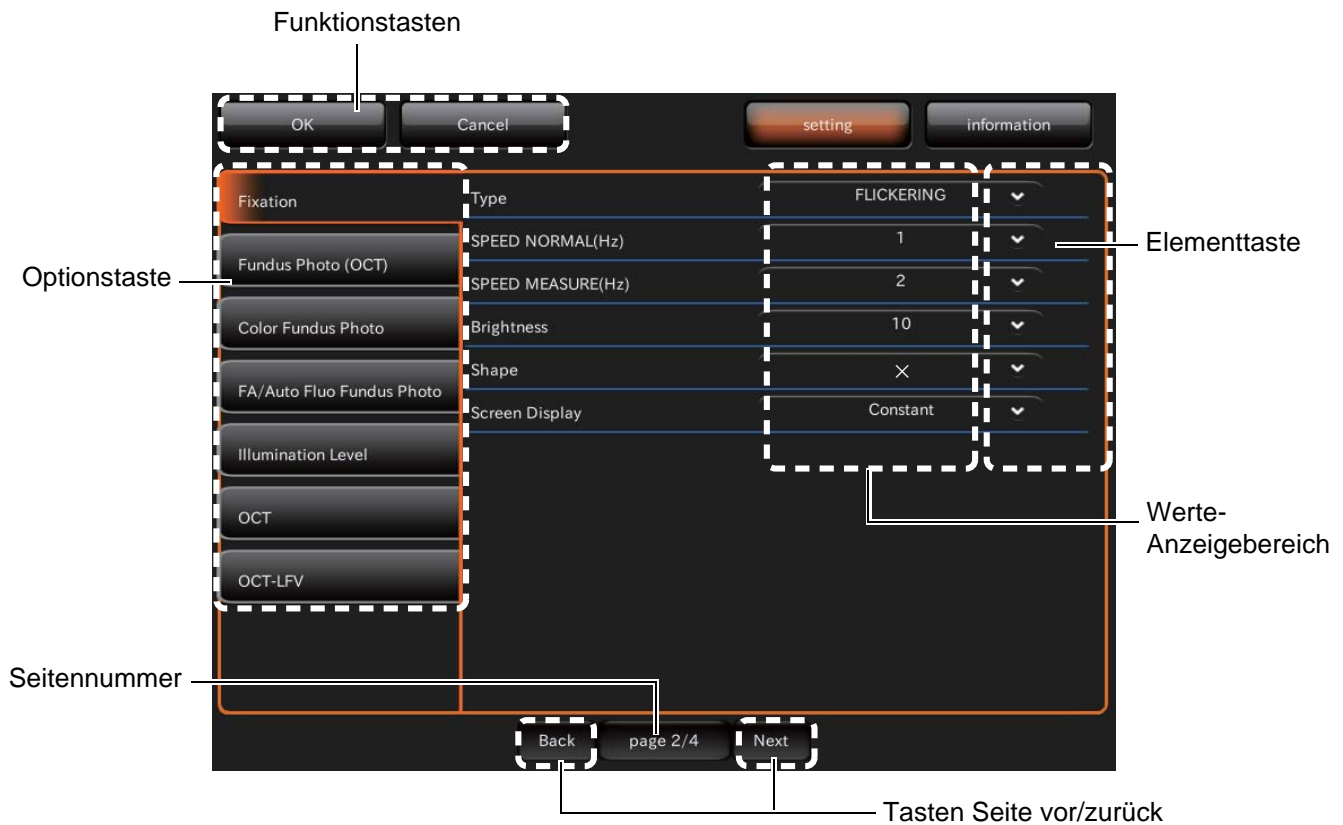 Funktionstasten
OK
Cancel
setting
information
Fixation
Type
FLICKERING
SPEED NORMAL(Hz)
1
Elementtaste
Optionstaste
Fundus Photo (OCT)
SPEED MEASURE(Hz)
2
Color Fundus Photo
Brightness
10
Shape
×
FA/Auto Fluo Fundus Photo
Screen Display
Constant
Illumination Level
OCT
Werte-
Anzeigebereich
OCT-LFV
Seitennummer
Back
page 2/4
Next
Tasten Seite vor/zurück